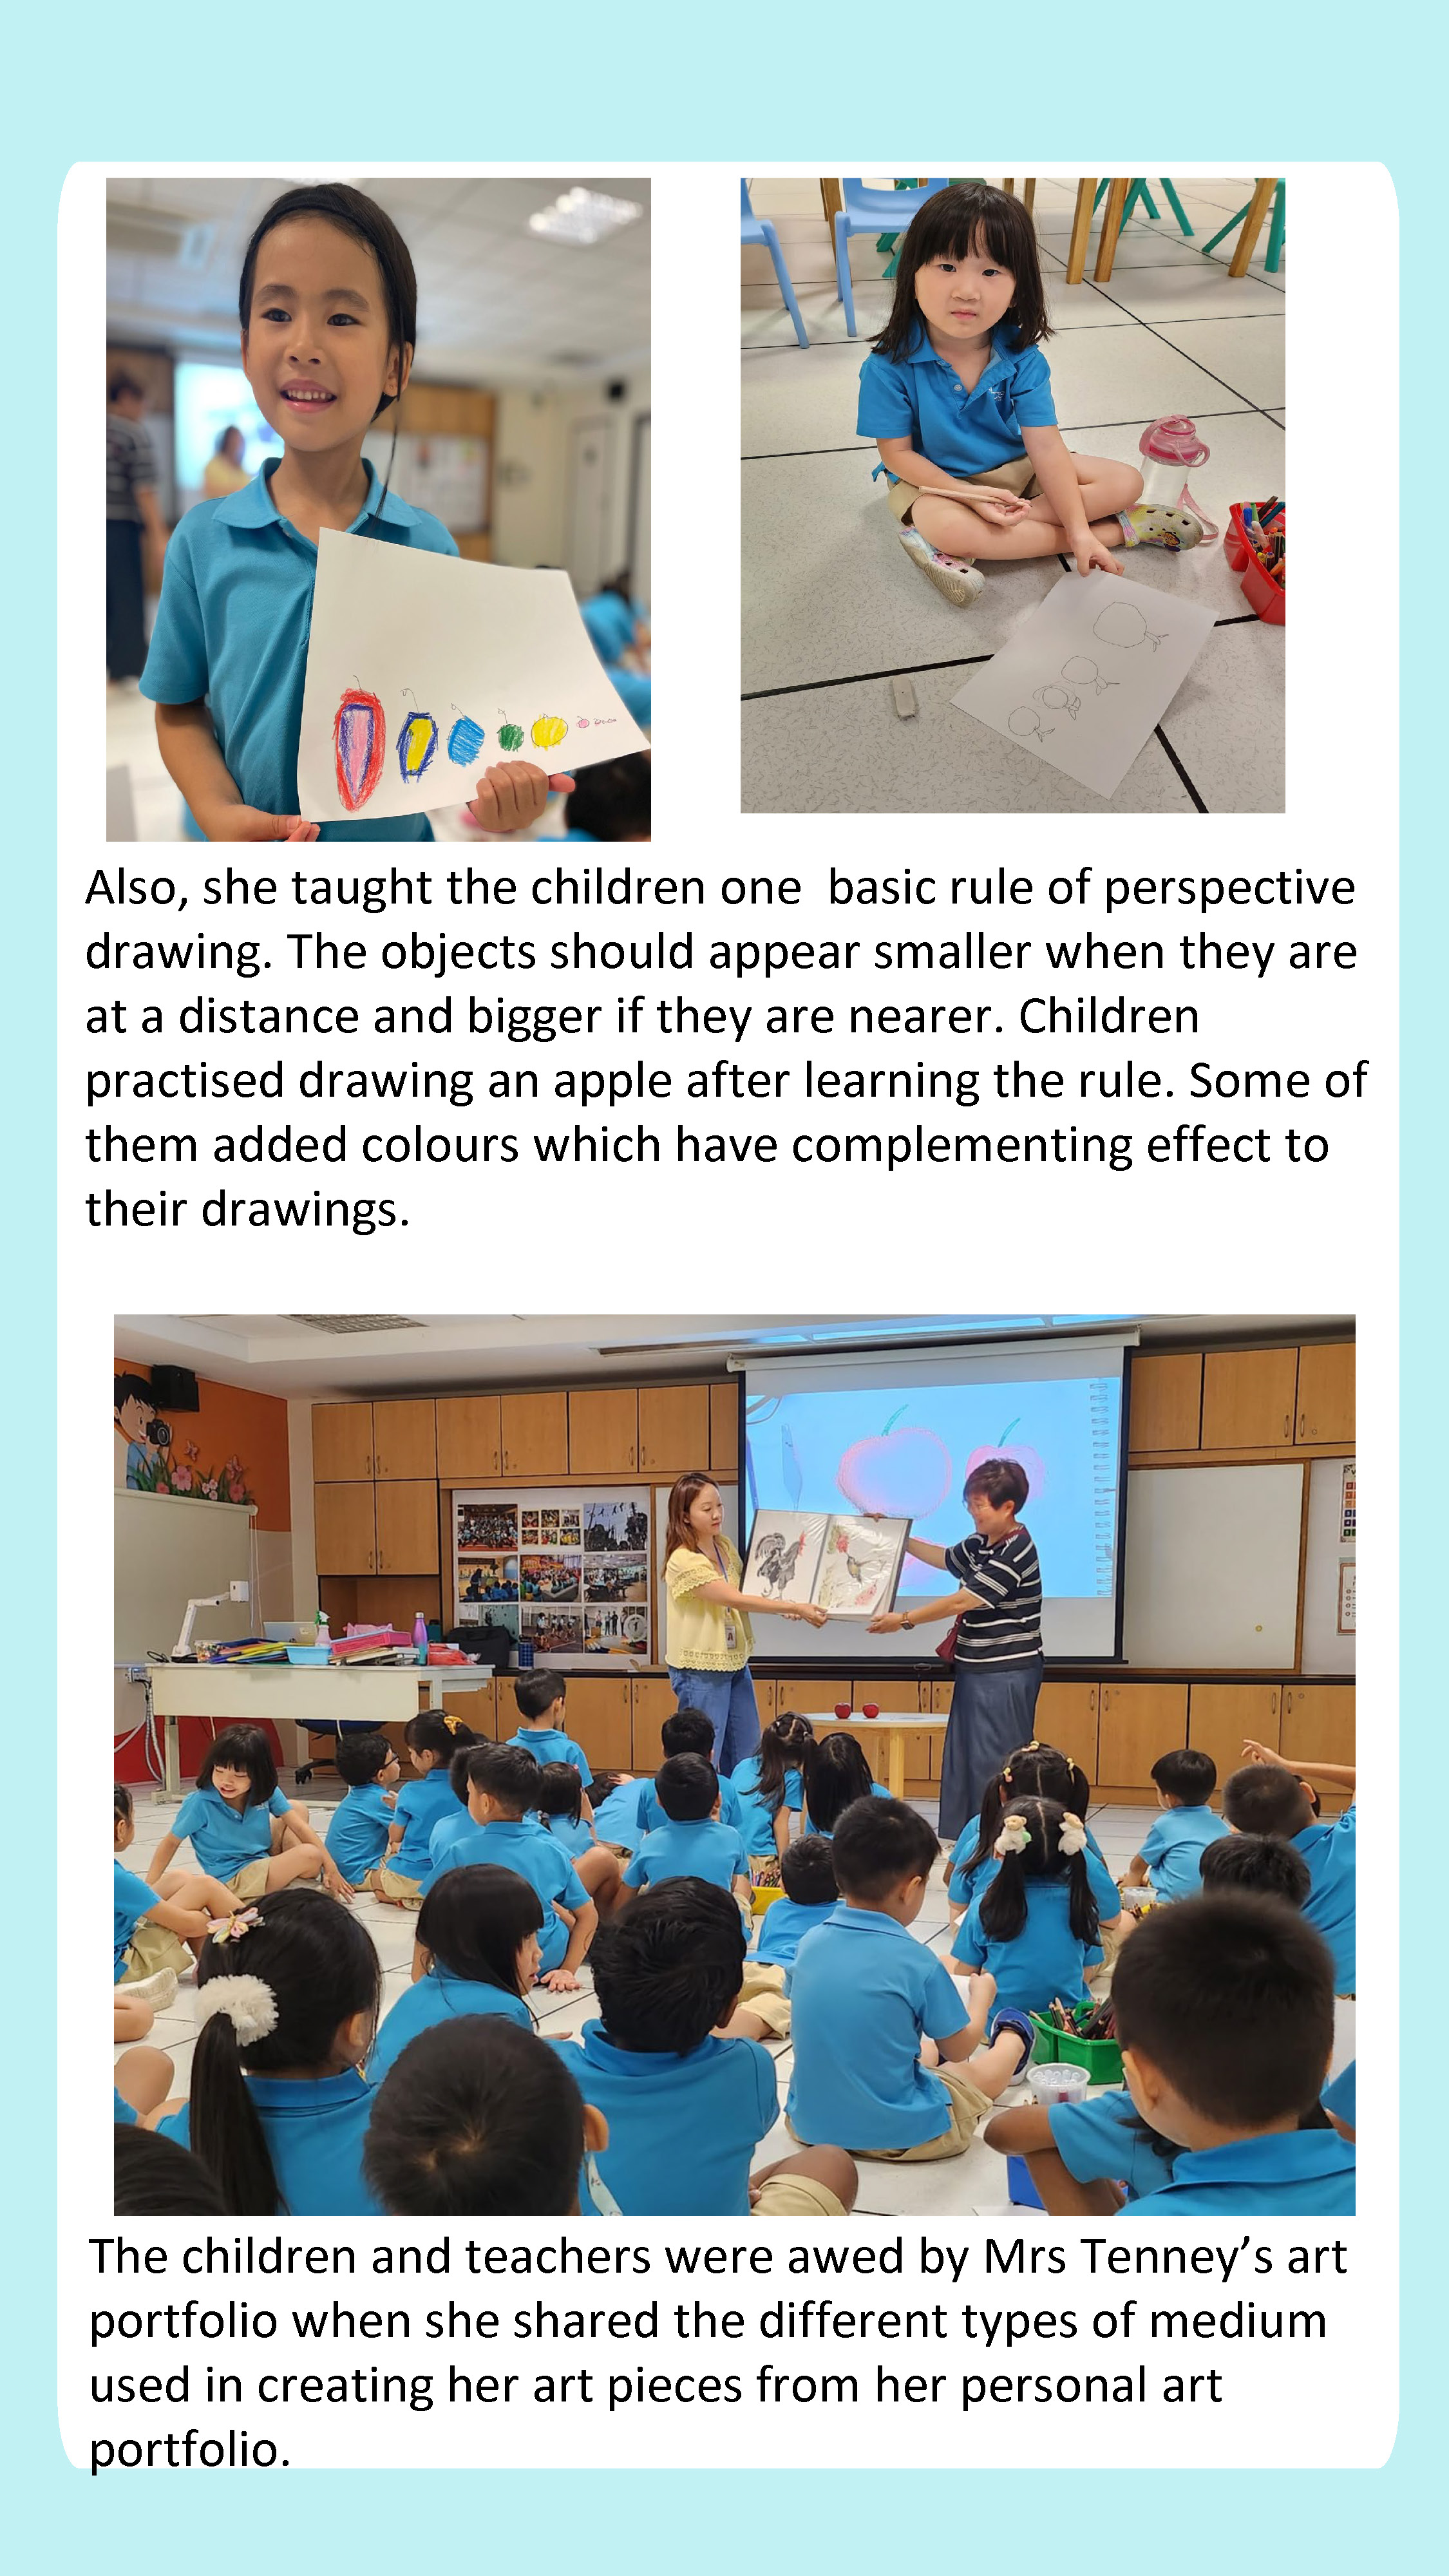 Also, she taught the children one  basic rule of perspective
drawing. The objects should appear smaller when they are
at a distance and bigger if they are nearer. Children
practised drawing an apple after learning the rule. Some of
them added colours which have complementing effect to
their drawings.
The children and teachers were awed by Mrs Tenney’s art
portfolio when she shared the different types of medium
used in creating her art pieces from her personal art
portfolio.